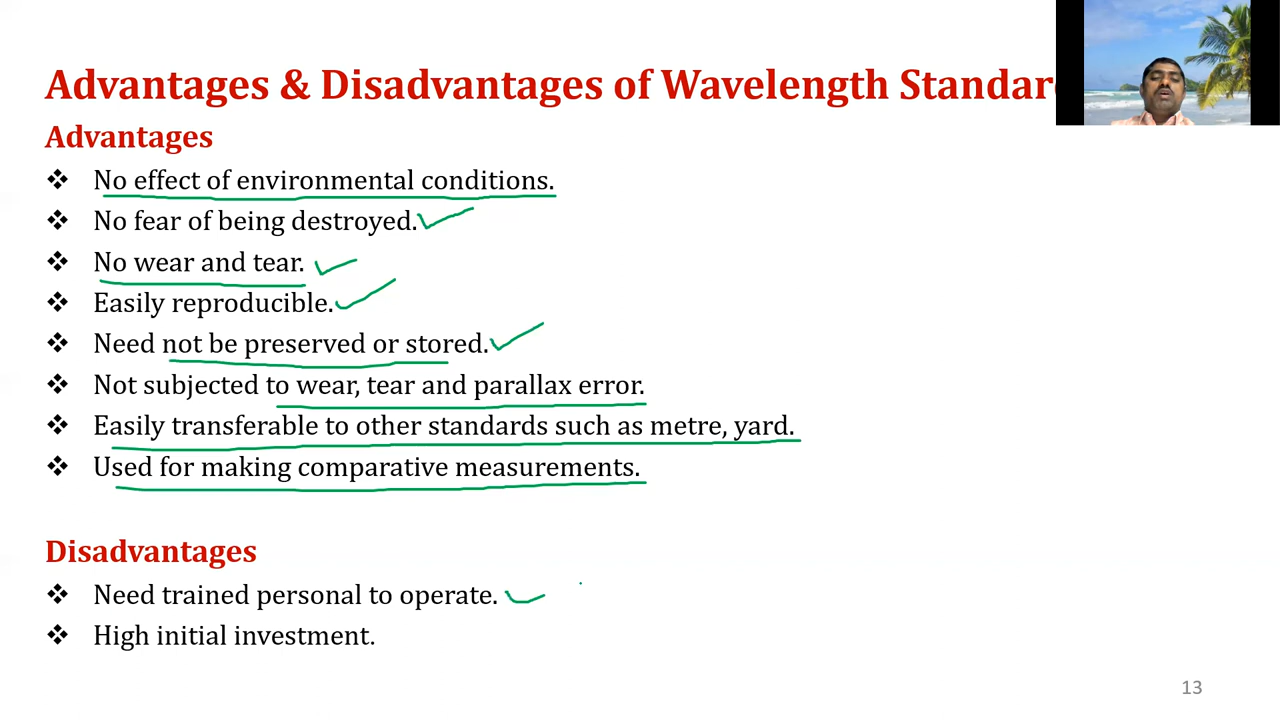 Advantages & Disadvantages of Wavelength Standar
Advantages
❖ No effect of environmental conditions.
❖ No fear of being destroyed.
❖ No wear and tear.
❖ Easily reproducible.
❖ Need not be preserved or stored.
❖ Not subjected to wear, tear and parallax error.
❖ Easily transferable to other standards such as metre, yard.
❖ Used for making comparative measurements.
Disadvantages
❖ Need trained personal to operate.
❖ High initial investment.
13